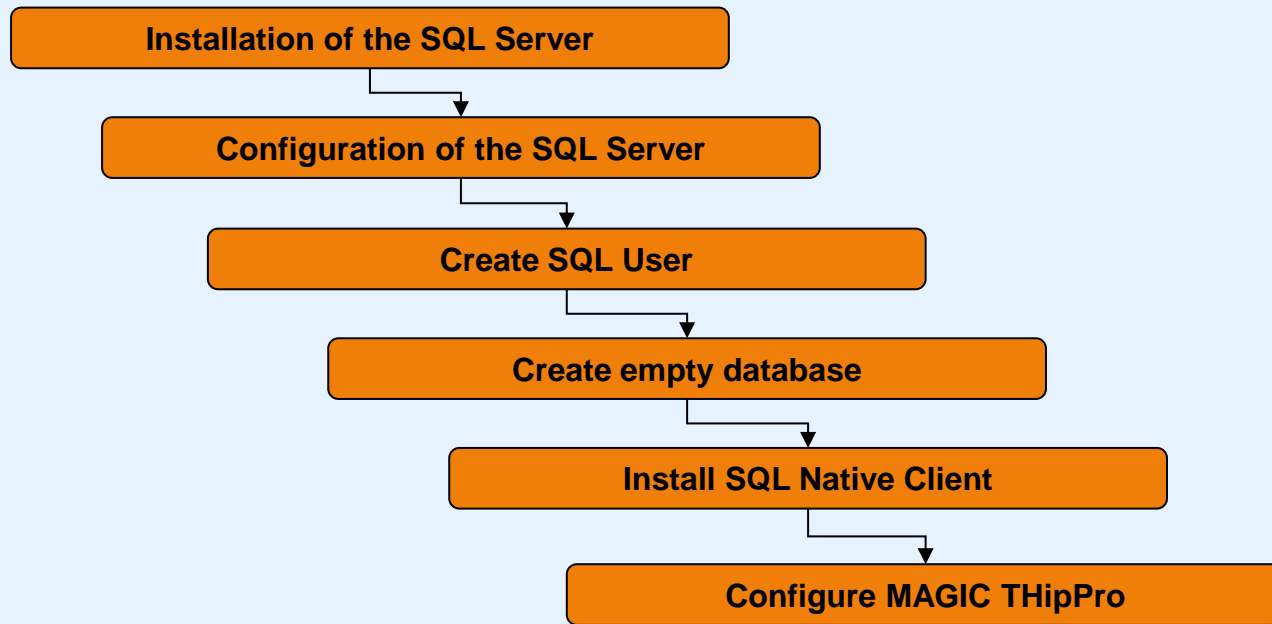 Installation of the SQL Server
Configuration of the SQL Server
Create SQL User
Create empty database
Install SQL Native Client
Configure MAGIC THipPro